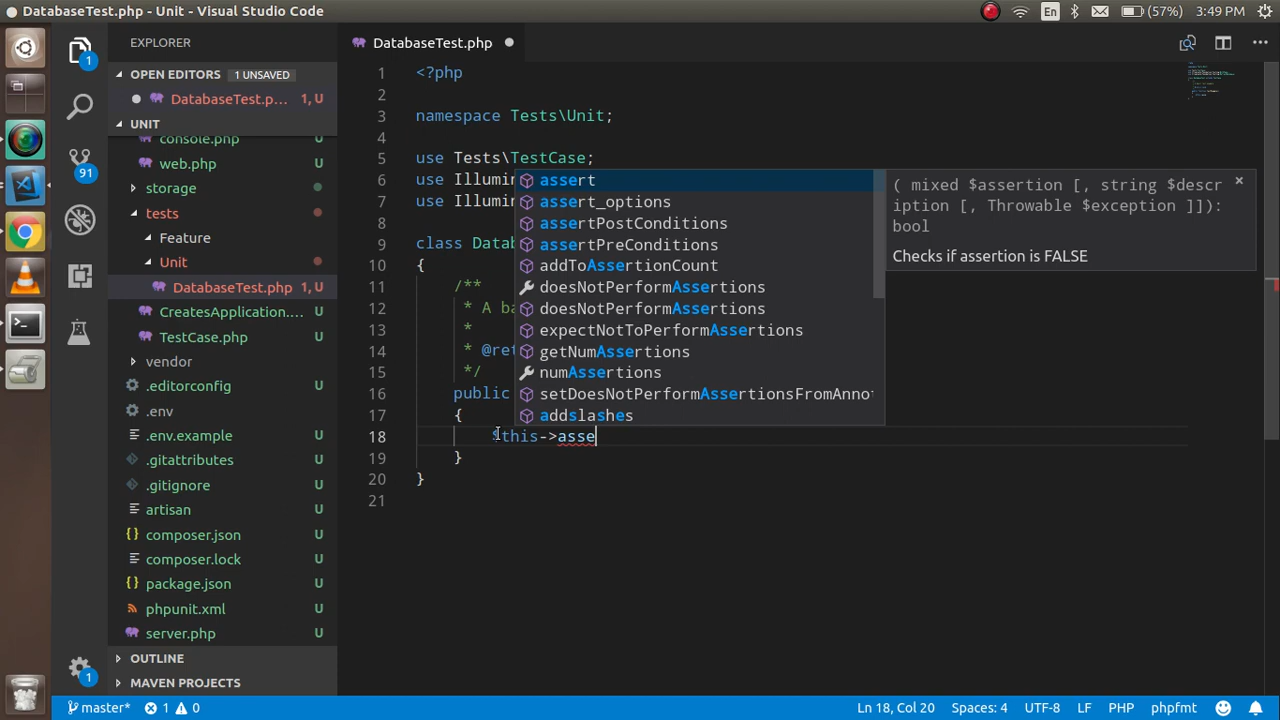 DatabaseTest.php - Unit - Visual Studio Code
En
(57%)
3:49 PM
EXPLORER
OPEN EDITORS 1 UNSAVED
DatabaseTest.p... 1, U
UNIT
console.php U
web.php U
storage
tests
Feature
Unit
DatabaseTest.php 1, U
CreatesApplication.... U
TestCase.php U
vendor
.editorconfig U
.env
.env.example U
.gitattributes U
.gitignore U
artisan U
composer.json U
composer.lock U
package.json U
phpunit.xml U
server.php U
OUTLINE
MAVEN PROJECTS
1
91
1
DatabaseTest.php
1 <?php
2
3 namespace Tests\Unit;
4
5 use Tests\TestCase;
6 use Illumin
7 use Illumin
8
9 class Datab
10 {
11 /**
12 * A ba
13 *
14 * @ret
15 */
16 public
17 {
18 $this->asse
19 }
20 }
21
assert
assert_options
assertPostConditions
assertPreConditions
addToAssertionCount
doesNotPerformAssertions
doesNotPerformAssertions
expectNotToPerformAssertions
getNumAssertions
numAssertions
setDoesNotPerformAssertionsFromAnno
addslashes
( mixed $assertion [, string $descr
iption [, Throwable $exception ]]):
bool
Checks if assertion is FALSE
master* 1 0
Ln 18, Col 20
Spaces: 4
UTF-8
LF
PHP
phpfmt